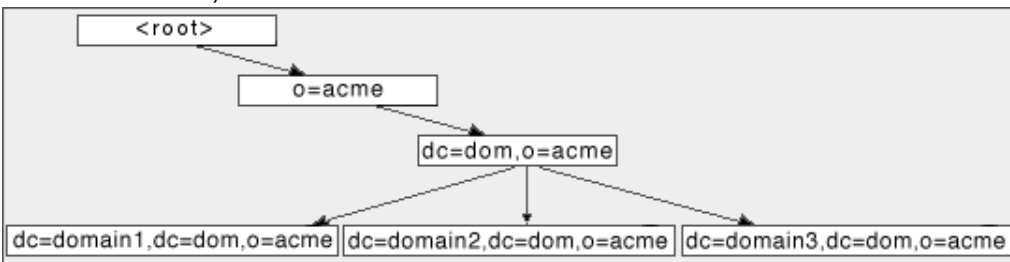 <root>
o=acme
dc=dom,o=acme
dc=domain1,dc=dom,o=acme
dc=domain2,dc=dom,o=acme
dc=domain3,dc=dom,o=acme